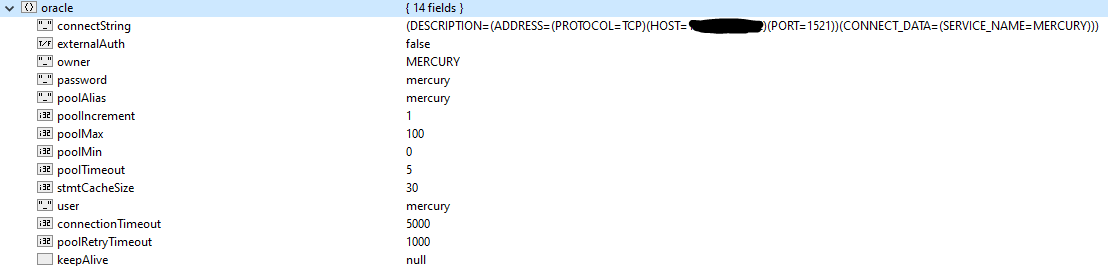 oracle { 14 fields }
connectString (DESCRIPTION=(ADDRESS=(PROTOCOL=TCP)(HOST= )(PORT=1521))(CONNECT_DATA=(SERVICE_NAME=MERCURY)))
externalAuth false
owner MERCURY
password mercury
poolAlias mercury
poolIncrement 1
poolMax 100
poolMin 0
poolTimeout 5
stmtCacheSize 30
user mercury
connectionTimeout 5000
poolRetryTimeout 1000
keepAlive null